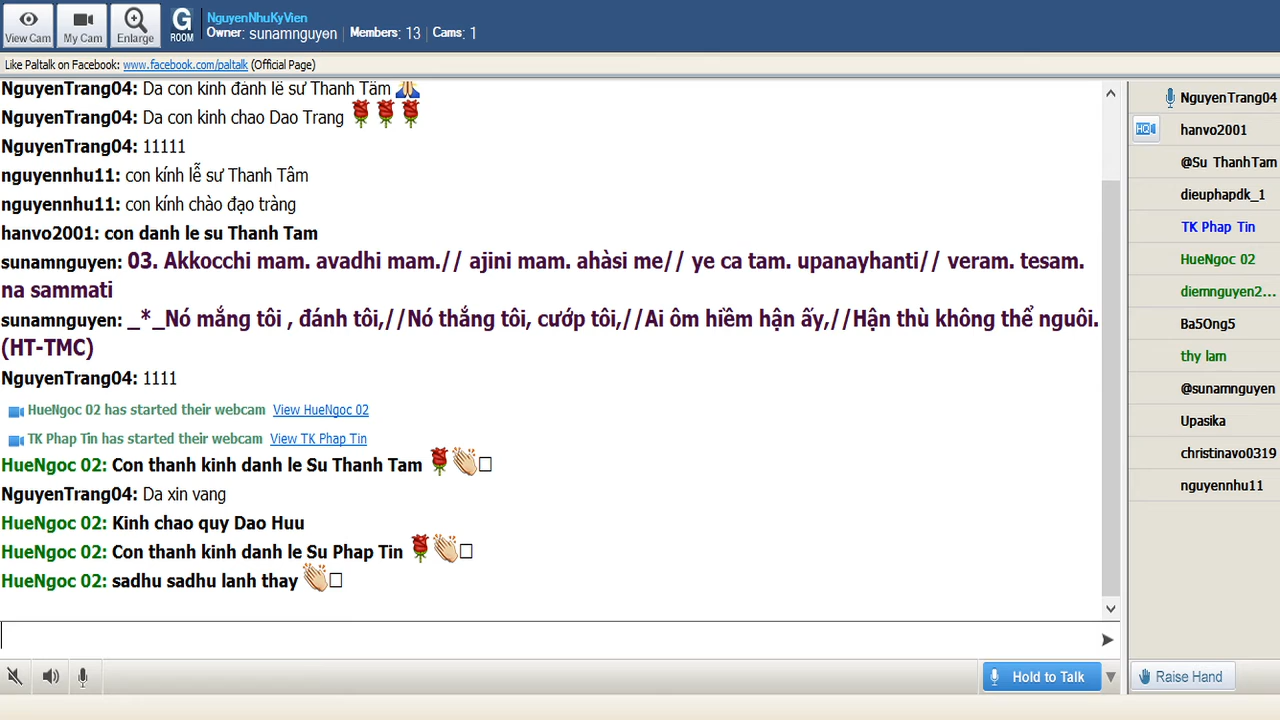 View Cam
My Cam
Enlarge
G
ROOM
NguyenNhuKyVien
Owner: sunamnguyen Members: 13 Cams: 1
Like Paltalk on Facebook: www.facebook.com/paltalk (Official Page)
NguyenTrang04: Da con kinh đảnh lể sư Thanh Tâm
NguyenTrang04: Da con kinh chao Dao Trang
NguyenTrang04: 11111
nguyennhu11: con kính lễ sư Thanh Tâm
nguyennhu11: con kính chào đạo tràng
hanvo2001: con danh le su Thanh Tam
sunamnguyen: 03. Akkocchi mam. avadhi mam.// ajini mam. ahàsi me// ye ca tam. upanayhanti// veram. tesam.
na sammati
sunamnguyen: _*_Nó mắng tôi , đánh tôi,//Nó thắng tôi, cướp tôi,//Ai ôm hiềm hận ấy,//Hận thù không thể nguôi.
(HT-TMC)
NguyenTrang04: 1111
HueNgoc 02 has started their webcam View HueNgoc 02
TK Phap Tin has started their webcam View TK Phap Tin
HueNgoc 02: Con thanh kinh danh le Su Thanh Tam
NguyenTrang04: Da xin vang
HueNgoc 02: Kinh chao quy Dao Huu
HueNgoc 02: Con thanh kinh danh le Su Phap Tin
HueNgoc 02: sadhu sadhu lanh thay
Hold to Talk
NguyenTrang04
HQ
hanvo2001
@Su ThanhTam
dieuphapdk_1
TK Phap Tin
HueNgoc 02
diemnguyen2...
Ba5Ong5
thy lam
@sunamnguyen
Upasika
christinavo0319
nguyennhu11
Raise Hand